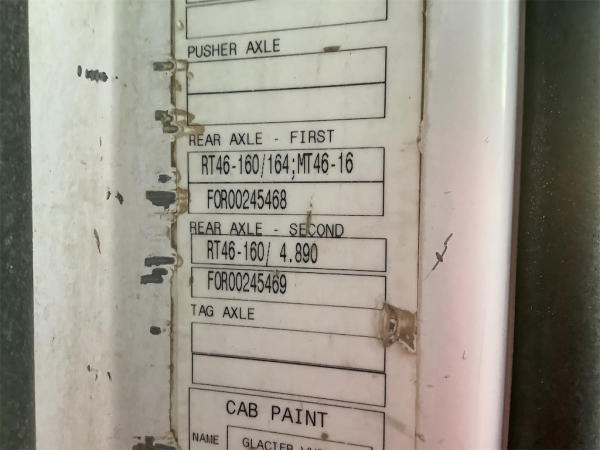 PUSHER AXLE
REAR AXLE - FIRST
RT46-160/164;MT46-16
FOR00245468
REAR AXLE - SECOND
RT46-160/ 4.890
FOR00245469
TAG AXLE
CAB PAINT
NAME GLACIER